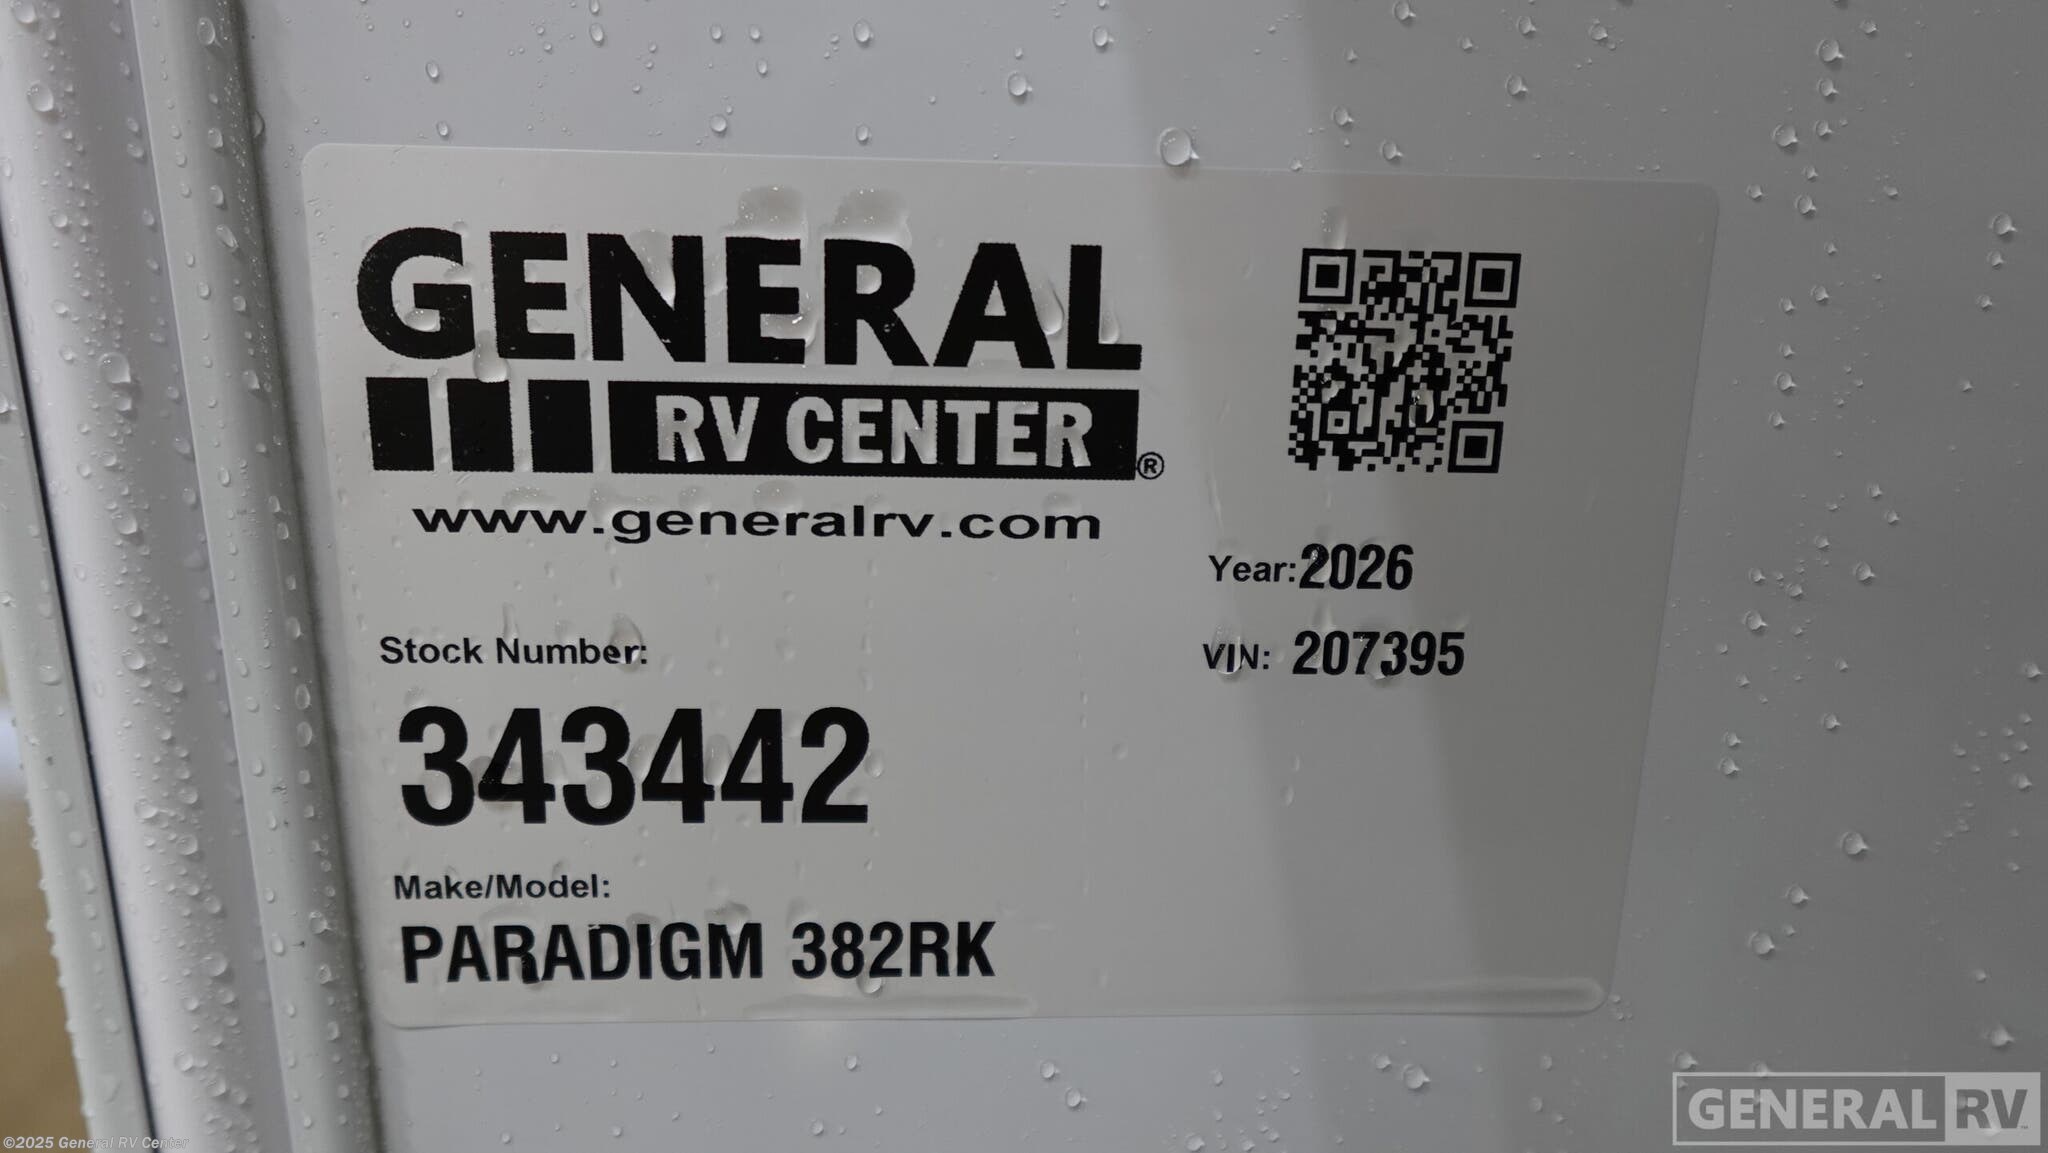 GENERAL
RV CENTER®
www.generalrv.com
Year: 2026
Stock Number:
VIN: 207395
343442
Make/Model:
PARADIGM 382RK
GENERAL RV™
©2025 General RV Center